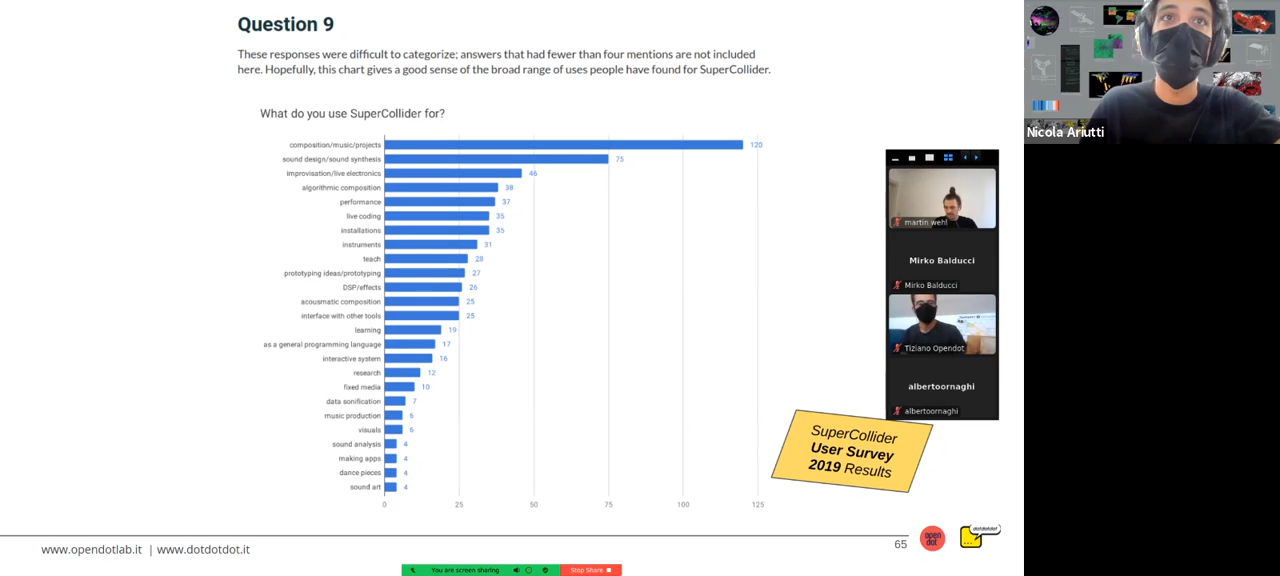 Question 9
These responses were difficult to categorize; answers that had fewer than four mentions are not included
here. Hopefully, this chart gives a good sense of the broad range of uses people have found for SuperCollider.
What do you use SuperCollider for?
composition/music/projects 120
sound design/sound synthesis 75
improvisation/live electronics 46
algorithmic composition 38
performance 37
live coding 35
installations 35
instruments 31
teach 28
prototyping ideas/prototyping 27
DSP/effects 26
acousmatic composition 25
interface with other tools 25
learning 19
as a general programming language 17
interactive system 16
research 12
fixed media 10
data sonification 7
music production 6
visuals 6
sound analysis 4
making apps 4
dance pieces 4
sound art 4
0 25 50 75 100 125
Nicola Ariutti
martin wehl
Mirko Balducci
Mirko Balducci
Tiziano Opendot
albertoornaghi
albertoornaghi
SuperCollider
User Survey
2019 Results
www.opendotlab.it | www.dotdotdot.it
65
open
dot
dotdotdot
You are screen sharing
Stop Share